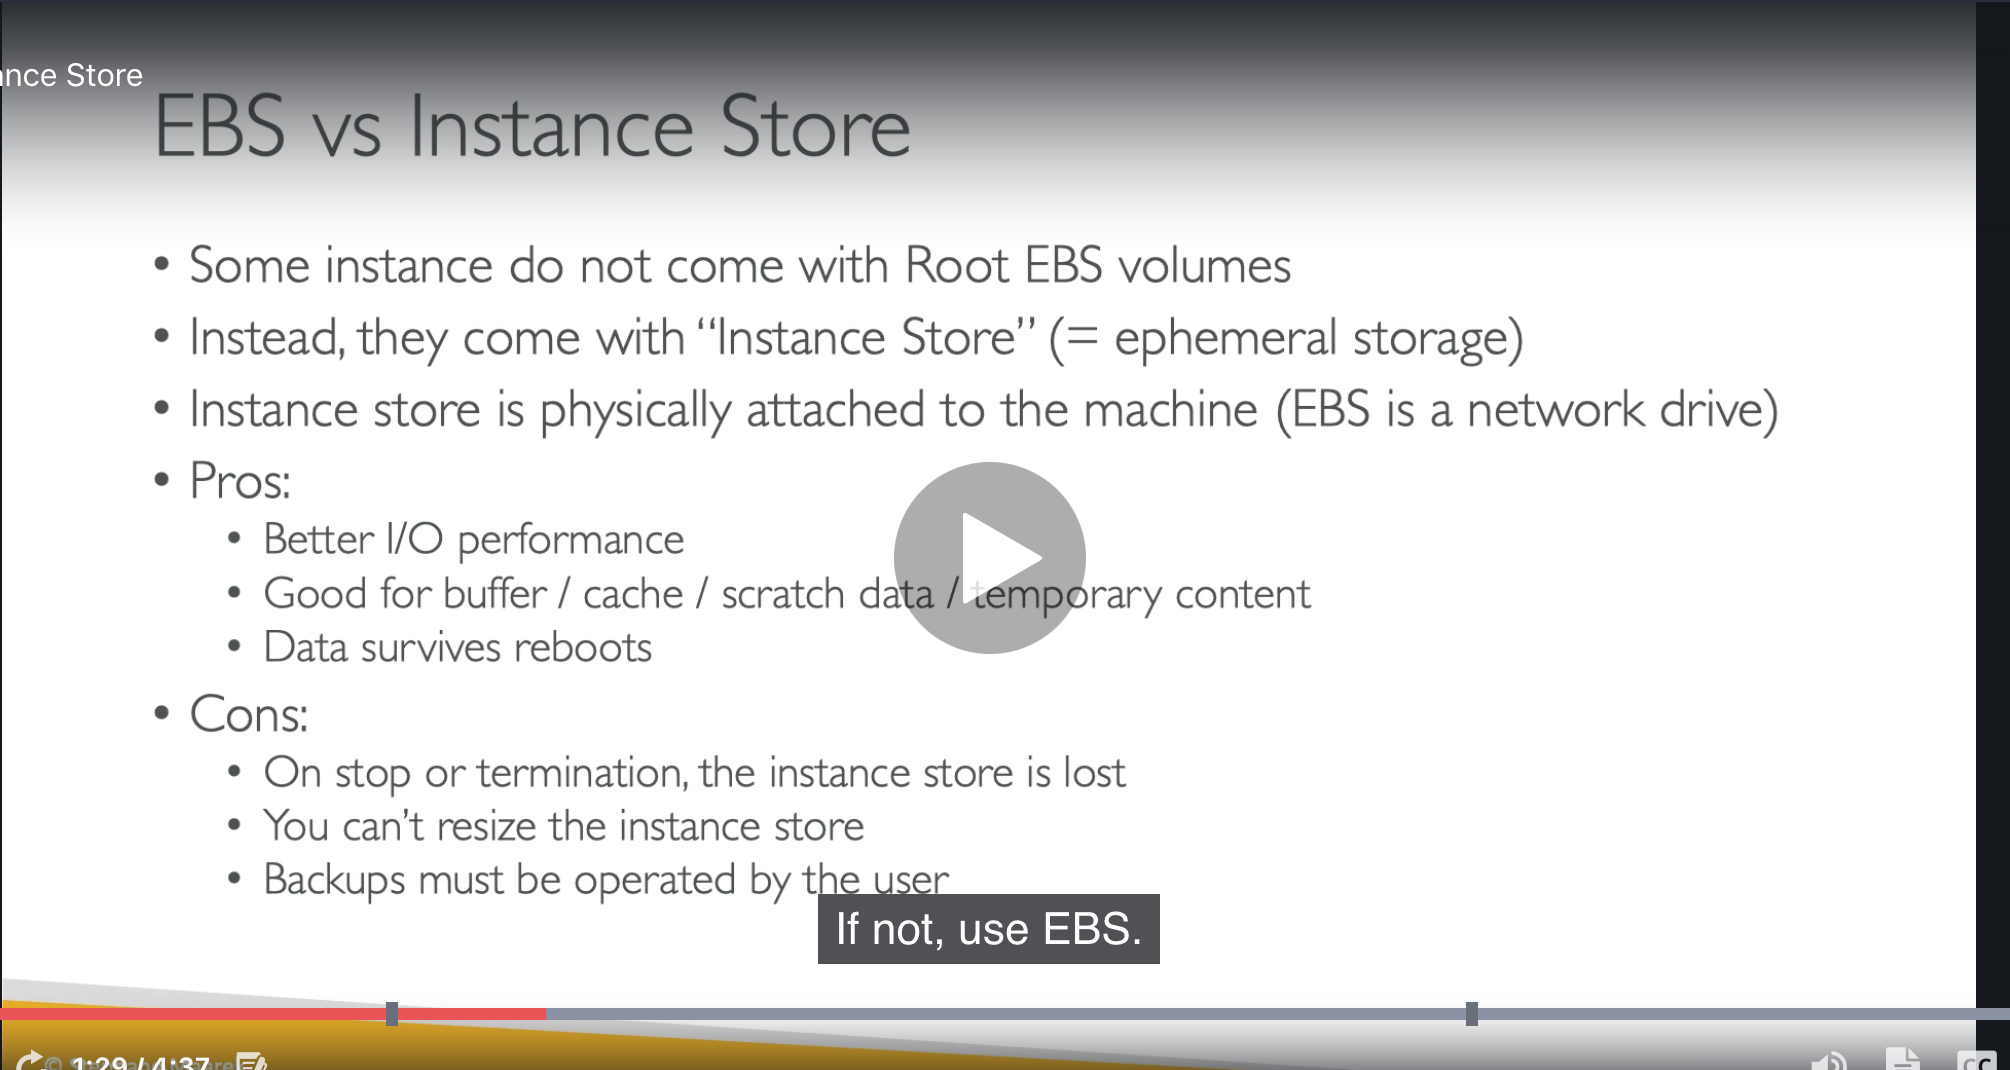 nce Store
EBS vs Instance Store
• Some instance do not come with Root EBS volumes
• Instead, they come with “Instance Store” (= ephemeral storage)
• Instance store is physically attached to the machine (EBS is a network drive)
• Pros:
• Better I/O performance
• Good for buffer / cache / scratch data / temporary content
• Data survives reboots
• Cons:
• On stop or termination, the instance store is lost
• You can’t resize the instance store
• Backups must be operated by the user
If not, use EBS.
1:29 / 4:37
CC